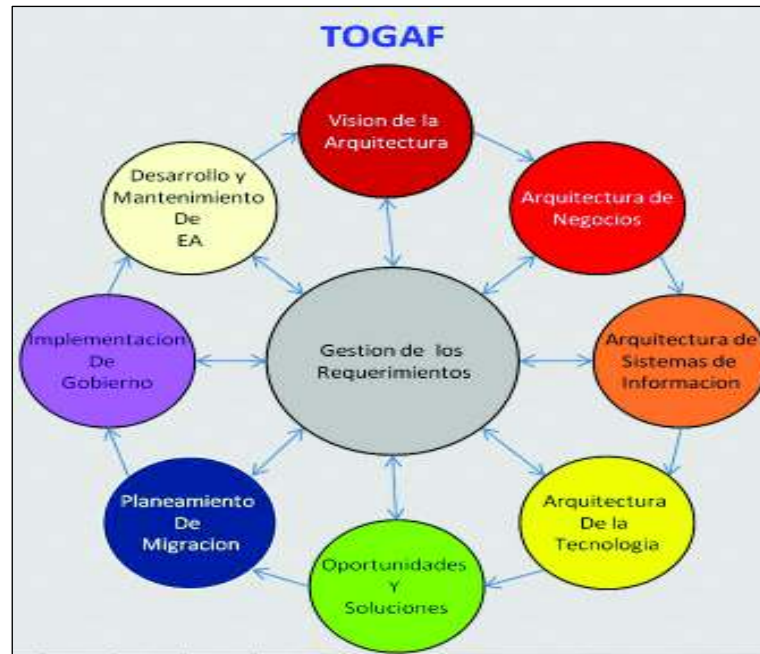 TOGAF
Vision de la
Arquitectura
Arquitectura de
Negocios
Arquitectura de
Sistemas de
Informacion
Arquitectura
De la
Tecnologia
Oportunidades
Y
Soluciones
Planeamiento
De
Migracion
Implementacion
De
Gobierno
Desarrollo y
Mantenimiento
De
EA
Gestion de los
Requerimientos